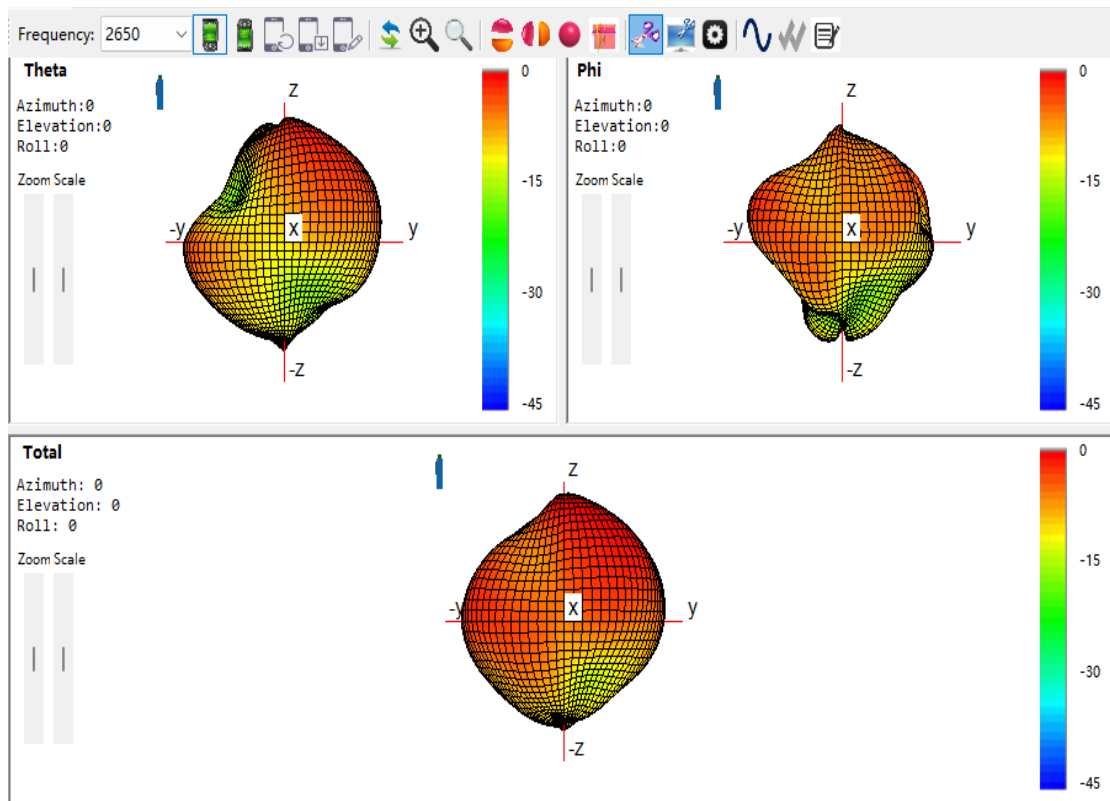 Frequency: 2650
Theta
Azimuth:0
Elevation:0
Roll:0
Zoom Scale
z
-y
x
y
-z
0
-15
-30
-45
Phi
Azimuth:0
Elevation:0
Roll:0
Zoom Scale
z
-y
x
y
-z
0
-15
-30
-45
Total
Azimuth: 0
Elevation: 0
Roll: 0
Zoom Scale
z
-y
x
y
-z
0
-15
-30
-45